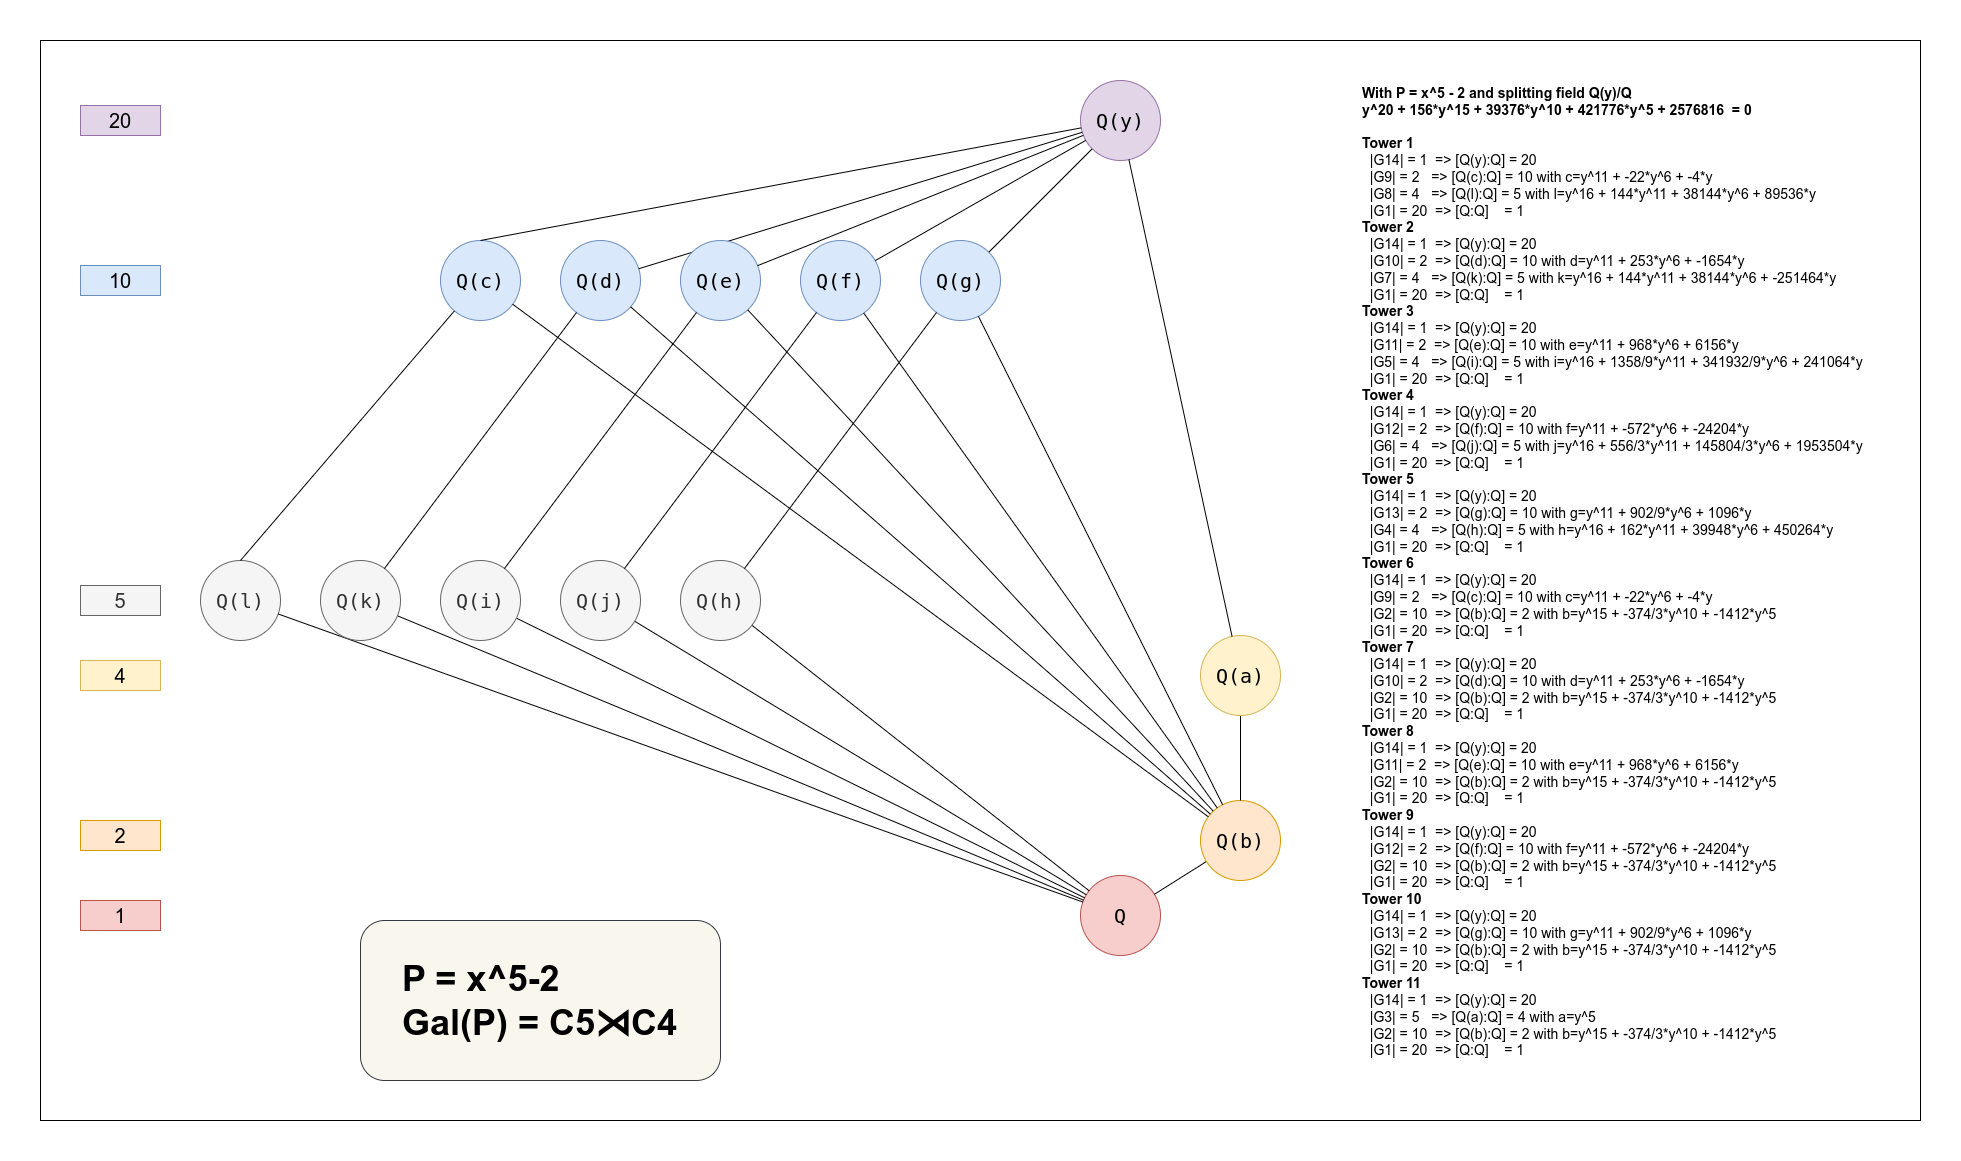 20
10
5
4
2
1
Q(y)
Q(c) Q(d) Q(e) Q(f) Q(g)
Q(l) Q(k) Q(i) Q(j) Q(h)
Q(a)
Q(b)
Q
P = x^5-2
Gal(P) = C5⋊C4
With P = x^5 - 2 and splitting field Q(y)/Q
y^20 + 156*y^15 + 39376*y^10 + 421776*y^5 + 2576816 = 0
Tower 1
|G14| = 1 => [Q(y):Q] = 20
|G9| = 2 => [Q(c):Q] = 10 with c=y^11 + -22*y^6 + -4*y
|G8| = 4 => [Q(l):Q] = 5 with l=y^16 + 144*y^11 + 38144*y^6 + 89536*y
|G1| = 20 => [Q:Q] = 1
Tower 2
|G14| = 1 => [Q(y):Q] = 20
|G10| = 2 => [Q(d):Q] = 10 with d=y^11 + 253*y^6 + -1654*y
|G7| = 4 => [Q(k):Q] = 5 with k=y^16 + 144*y^11 + 38144*y^6 + -251464*y
|G1| = 20 => [Q:Q] = 1
Tower 3
|G14| = 1 => [Q(y):Q] = 20
|G11| = 2 => [Q(e):Q] = 10 with e=y^11 + 968*y^6 + 6156*y
|G5| = 4 => [Q(i):Q] = 5 with i=y^16 + 1358/9*y^11 + 341932/9*y^6 + 241064*y
|G1| = 20 => [Q:Q] = 1
Tower 4
|G14| = 1 => [Q(y):Q] = 20
|G12| = 2 => [Q(f):Q] = 10 with f=y^11 + -572*y^6 + -24204*y
|G6| = 4 => [Q(j):Q] = 5 with j=y^16 + 556/3*y^11 + 145804/3*y^6 + 1953504*y
|G1| = 20 => [Q:Q] = 1
Tower 5
|G14| = 1 => [Q(y):Q] = 20
|G13| = 2 => [Q(g):Q] = 10 with g=y^11 + 902/9*y^6 + 1096*y
|G4| = 4 => [Q(h):Q] = 5 with h=y^16 + 162*y^11 + 39948*y^6 + 450264*y
|G1| = 20 => [Q:Q] = 1
Tower 6
|G14| = 1 => [Q(y):Q] = 20
|G9| = 2 => [Q(c):Q] = 10 with c=y^11 + -22*y^6 + -4*y
|G2| = 10 => [Q(b):Q] = 2 with b=y^15 + -374/3*y^10 + -1412*y^5
|G1| = 20 => [Q:Q] = 1
Tower 7
|G14| = 1 => [Q(y):Q] = 20
|G10| = 2 => [Q(d):Q] = 10 with d=y^11 + 253*y^6 + -1654*y
|G2| = 10 => [Q(b):Q] = 2 with b=y^15 + -374/3*y^10 + -1412*y^5
|G1| = 20 => [Q:Q] = 1
Tower 8
|G14| = 1 => [Q(y):Q] = 20
|G11| = 2 => [Q(e):Q] = 10 with e=y^11 + 968*y^6 + 6156*y
|G2| = 10 => [Q(b):Q] = 2 with b=y^15 + -374/3*y^10 + -1412*y^5
|G1| = 20 => [Q:Q] = 1
Tower 9
|G14| = 1 => [Q(y):Q] = 20
|G12| = 2 => [Q(f):Q] = 10 with f=y^11 + -572*y^6 + -24204*y
|G2| = 10 => [Q(b):Q] = 2 with b=y^15 + -374/3*y^10 + -1412*y^5
|G1| = 20 => [Q:Q] = 1
Tower 10
|G14| = 1 => [Q(y):Q] = 20
|G13| = 2 => [Q(g):Q] = 10 with g=y^11 + 902/9*y^6 + 1096*y
|G2| = 10 => [Q(b):Q] = 2 with b=y^15 + -374/3*y^10 + -1412*y^5
|G1| = 20 => [Q:Q] = 1
Tower 11
|G14| = 1 => [Q(y):Q] = 20
|G3| = 5 => [Q(a):Q] = 4 with a=y^5
|G2| = 10 => [Q(b):Q] = 2 with b=y^15 + -374/3*y^10 + -1412*y^5
|G1| = 20 => [Q:Q] = 1